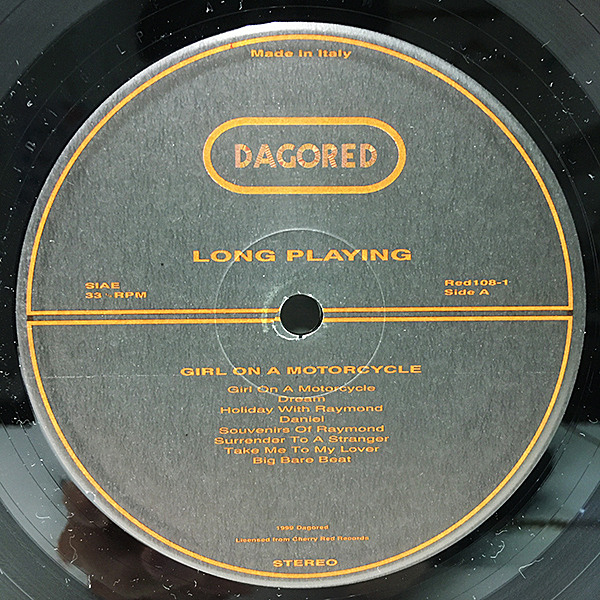 Made in Italy
DAGORED
LONG PLAYING
SIAE
33 ⅓ RPM
Red108-1
Side A
GIRL ON A MOTORCYCLE
Girl On A Motorcycle
Dream
Holiday With Raymond
Daniel
Souvenirs Of Raymond
Surrender To A Stranger
Take Me To My Lover
Big Bare Beat
1999 Dagored
Licensed from Cherry Red Records
STEREO